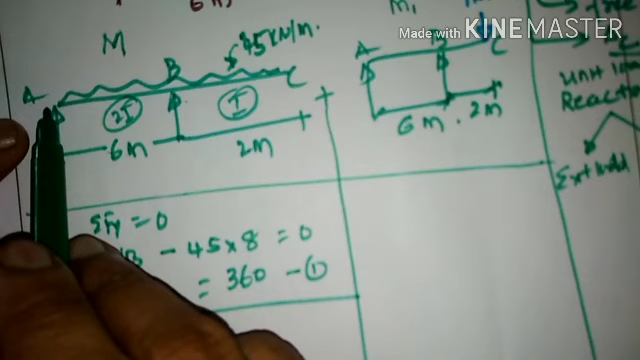 Made with KINEMASTER
M
M1
45 kN/m.
A B C
2I I
6m 2m
A B C
6m . 2m
Unit load
Reaction
ΣFy = 0
- 45 x 8 = 0
= 360 - ①